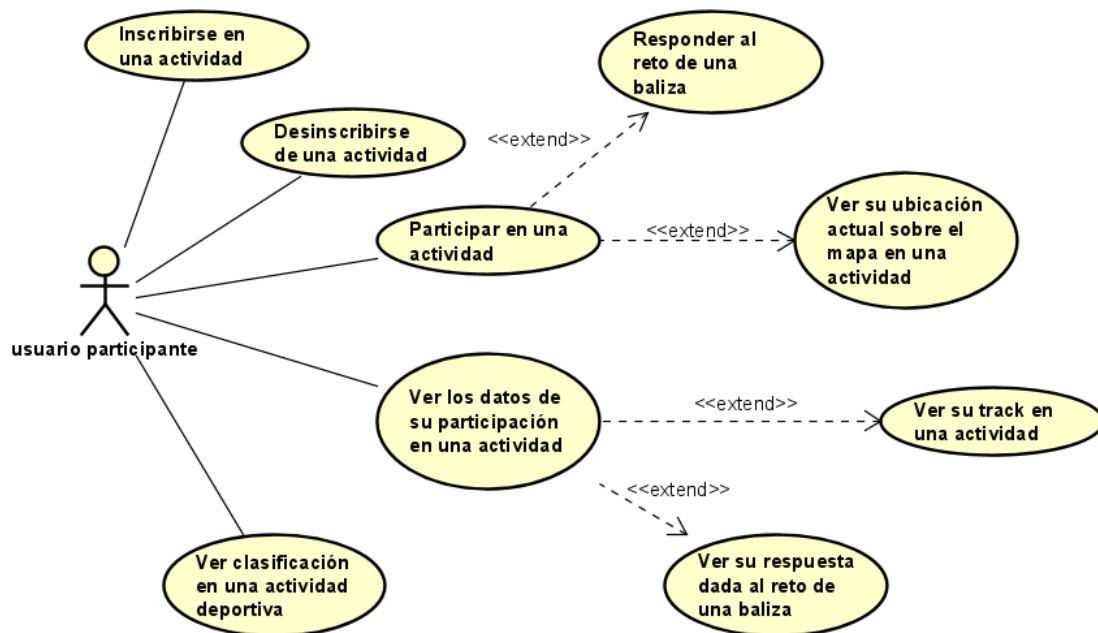 Inscribirse en
una actividad
Responder al
reto de una
baliza
Desinscribirse
de una actividad
<<extend>>
Participar en una
actividad
<<extend>>
Ver su ubicación
actual sobre el
mapa en una
actividad
usuario participante
Ver los datos de
su participación
en una actividad
<<extend>>
Ver su track en
una actividad
<<extend>>
Ver clasificación
en una actividad
deportiva
Ver su respuesta
dada al reto de
una baliza